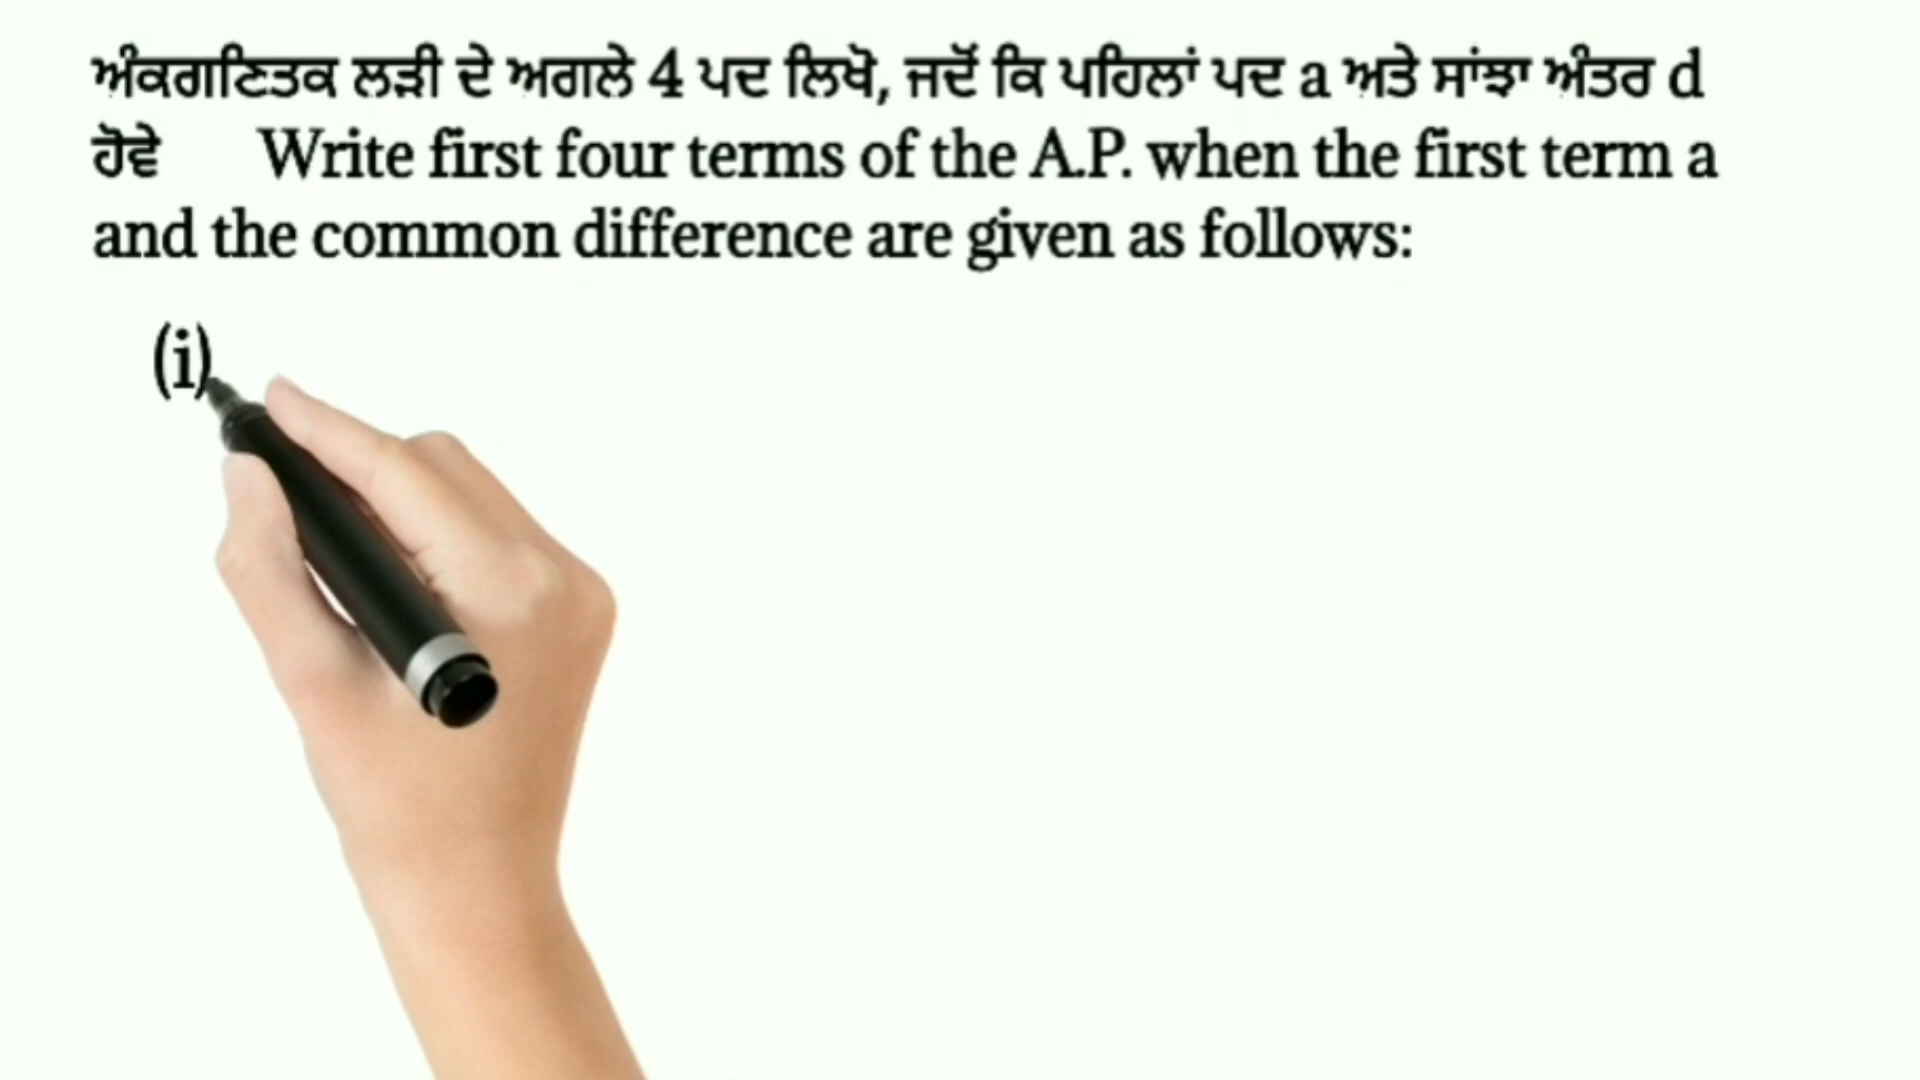 ਅੰਕਗਣਿਤਕ ਲੜੀ ਦੇ ਅਗਲੇ 4 ਪਦ ਲਿਖੋ, ਜਦੋਂ ਕਿ ਪਹਿਲਾਂ ਪਦ a ਅਤੇ ਸਾਂਝਾ ਅੰਤਰ d
ਹੋਵੇ Write first four terms of the A.P. when the first term a
and the common difference are given as follows:
(i)